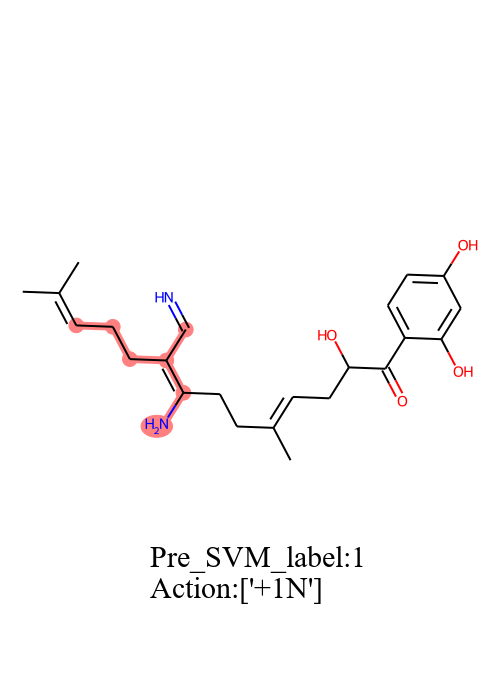 OH
HN
HO
OH
O
H2N
Pre_SVM_label:1
Action:['+1N']